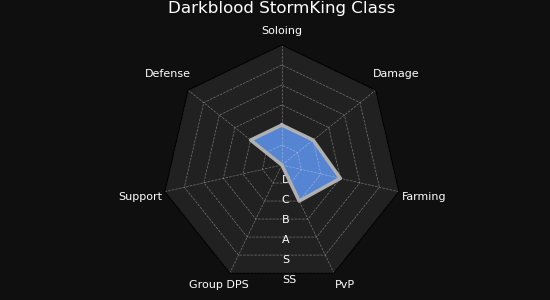 Darkblood StormKing Class
Soloing
Defense
Damage
Support
Farming
D
C
B
A
S
SS
Group DPS
PvP